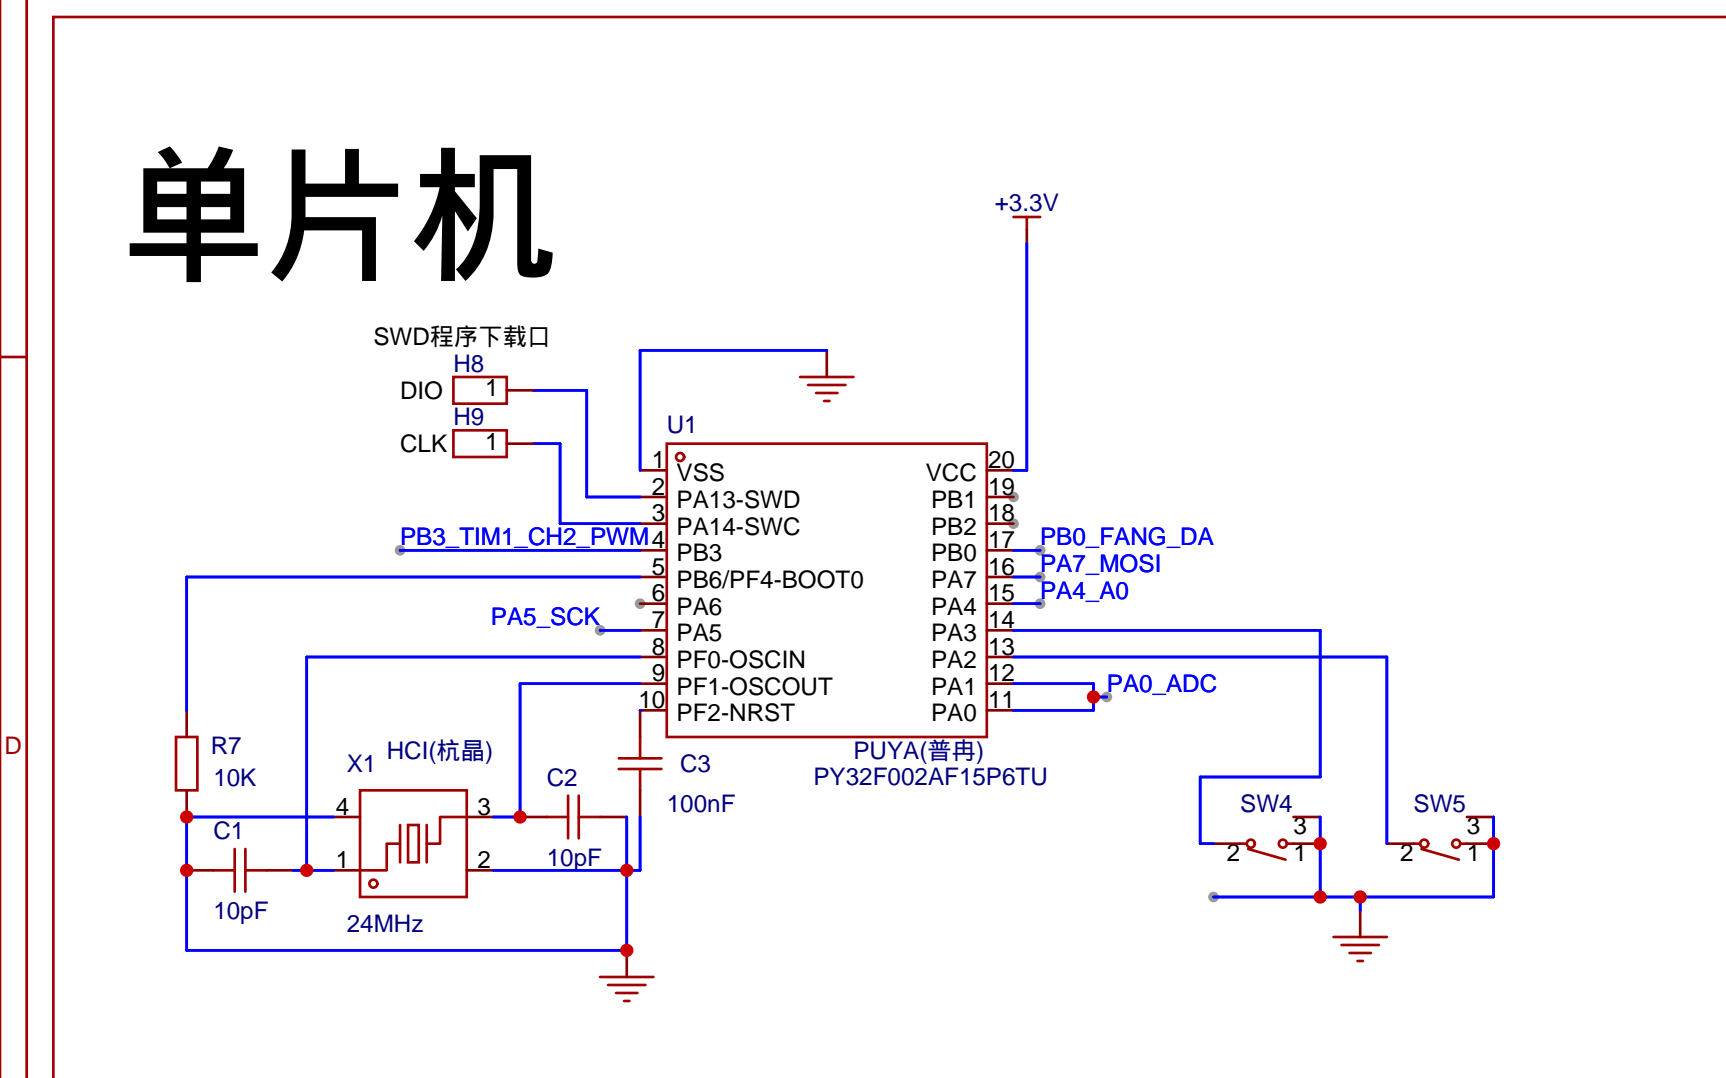 单片机
+3.3V
SWD程序下载口
H8
DIO
1
H9
CLK
1
U1
1
VSS
2
PA13-SWD
3
PA14-SWC
PB3_TIM1_CH2_PWM
4
PB3
5
PB6/PF4-BOOT0
6
PA6
PA5_SCK
7
PA5
8
PF0-OSCIN
9
PF1-OSCOUT
10
PF2-NRST
VCC
20
PB1
19
PB2
18
PB0
17
PB0_FANG_DA
PA7
16
PA7_MOSI
PA4
15
PA4_A0
PA3
14
PA2
13
PA1
12
PA0
11
PA0_ADC
PUYA(普冉)
PY32F002AF15P6TU
D
R7
10K
X1
HCI(杭晶)
C2
C3
100nF
4
3
C1
1
2
10pF
10pF
24MHz
SW4
3
2
1
SW5
3
2
1